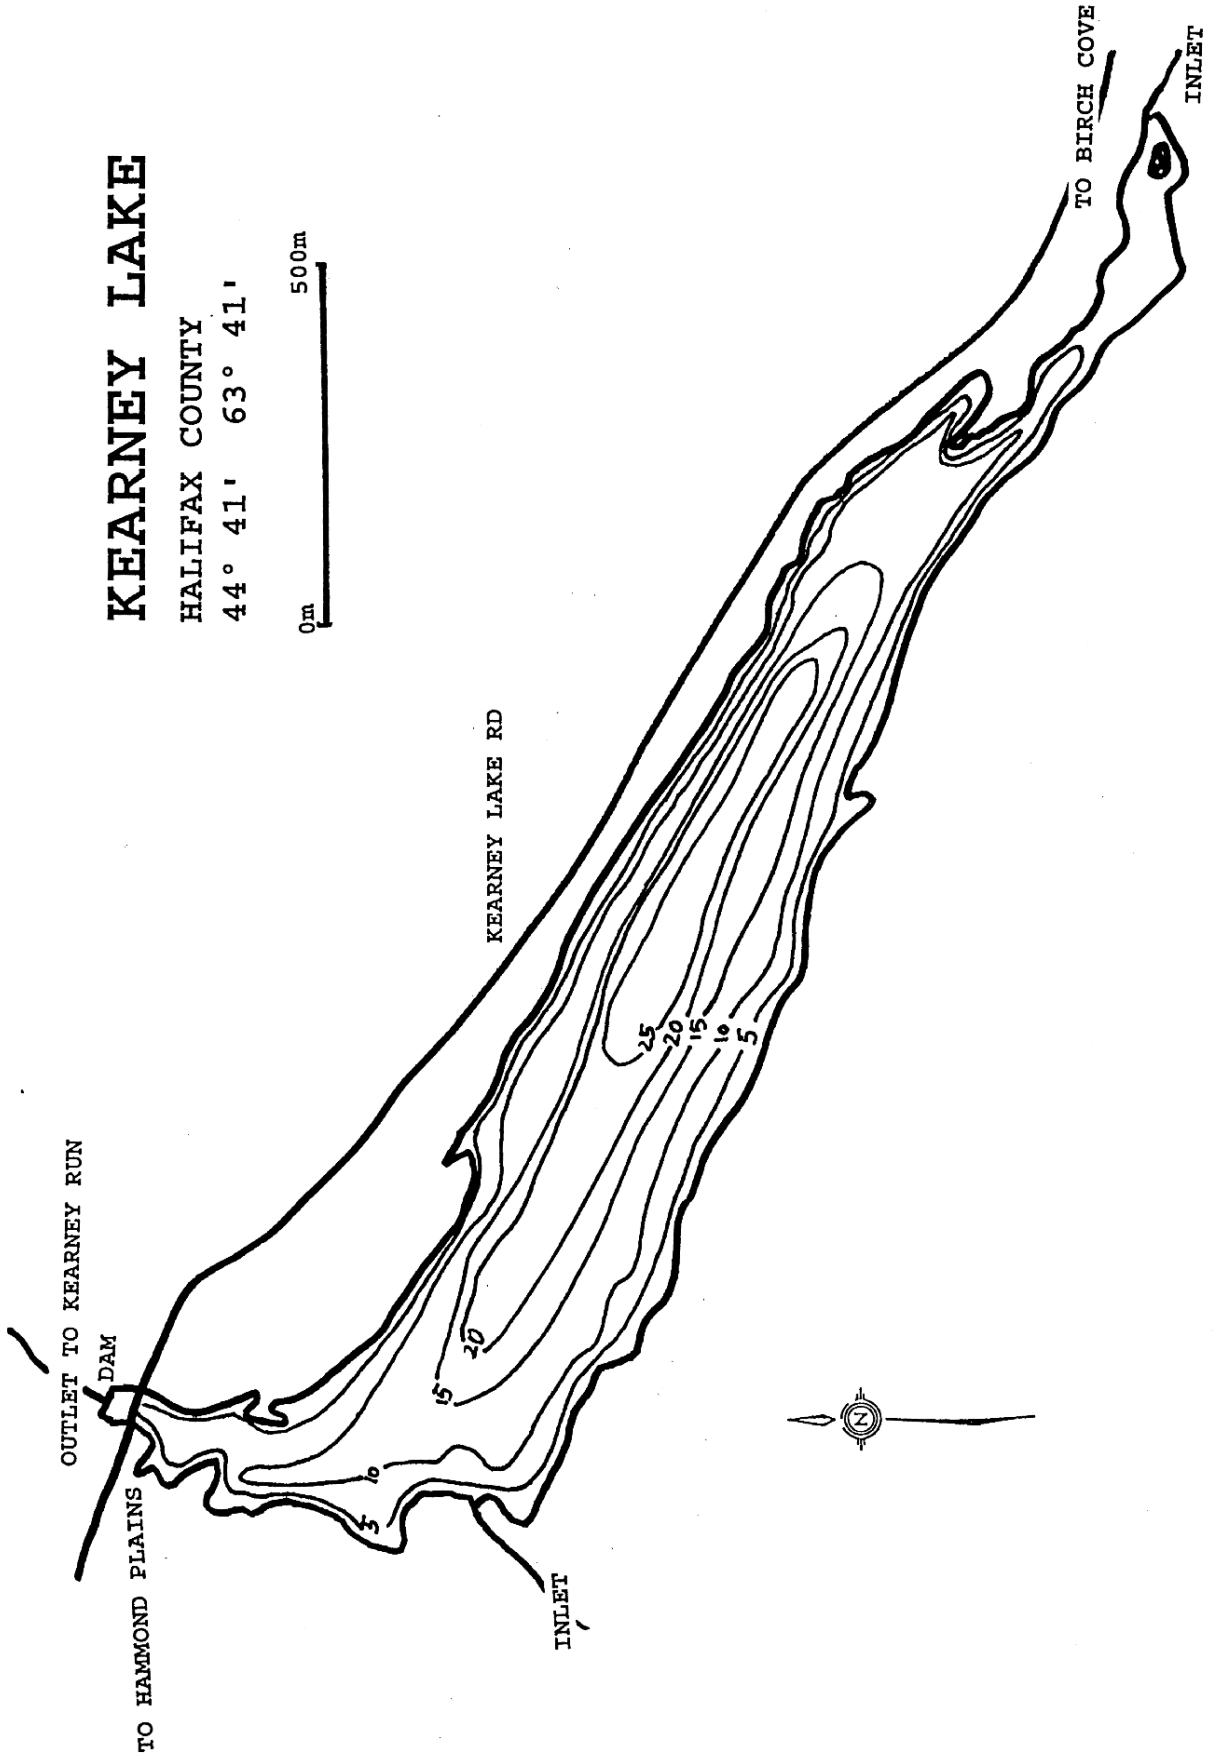 KEARNEY LAKE
HALIFAX COUNTY
44° 41' 63° 41'
0m 500m
KEARNEY LAKE RD
OUTLET TO KEARNEY RUN
DAM
TO HAMMOND PLAINS
TO BIRCH COVE
INLET
INLET
5
10
15
20
25
20
15
10
5
N